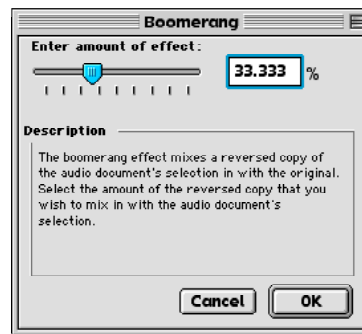 Boomerang
Enter amount of effect:
33.333 %
Description
The boomerang effect mixes a reversed copy of
the audio document's selection in with the original.
Select the amount of the reversed copy that you
wish to mix in with the audio document's
selection.
Cancel OK